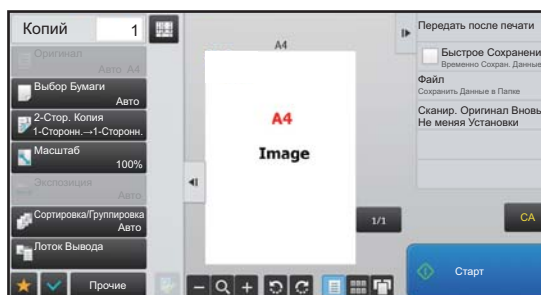 Копий 1
Оригинал
Авто A4
Выбор Бумаги
Авто
2-Стор. Копия
1-Сторонн.→1-Сторонн.
Масштаб
100%
Экспозиция
Авто
Сортировка/Группировка
Авто
Лоток Вывода
Прочие
A4
A4
Image
1/1
Передать после печати
Быстрое Сохранени
Временно Сохран. Данные
Файл
Сохранить Данные в Папке
Сканир. Оригинал Вновь
Не меняя Установки
CA
Старт